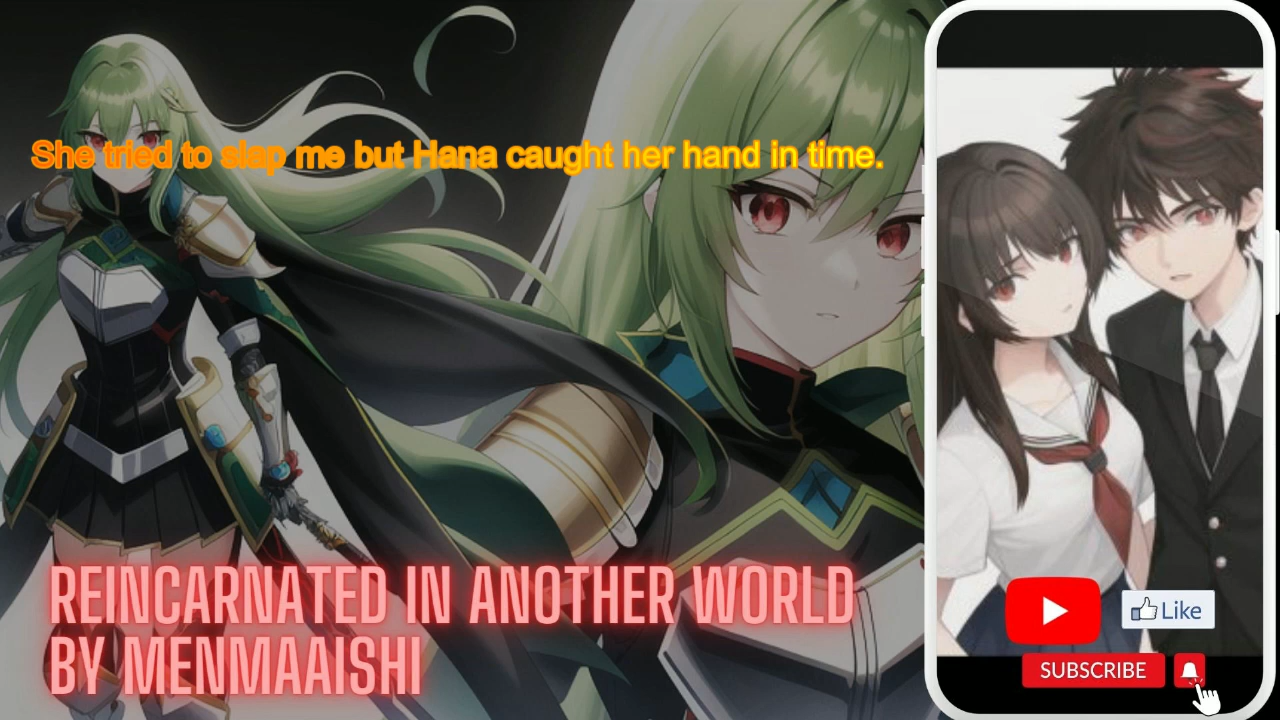 She tried to slap me but Hana caught her hand in time.
REINCARNATED IN ANOTHER WORLD
BY MENMAAISHI
Like
SUBSCRIBE